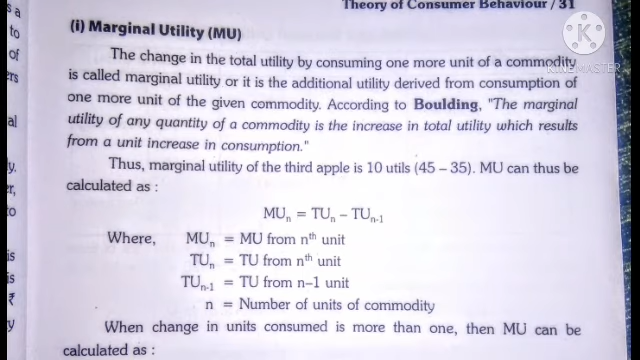 Theory of Consumer Behaviour / 31
(i) Marginal Utility (MU)
The change in the total utility by consuming one more unit of a commodity
is called marginal utility or it is the additional utility derived from consumption of
one more unit of the given commodity. According to Boulding, "The marginal
utility of any quantity of a commodity is the increase in total utility which results
from a unit increase in consumption."
Thus, marginal utility of the third apple is 10 utils (45 – 35). MU can thus be
calculated as :
MUₙ = TUₙ – TUₙ₋₁
Where, MUₙ = MU from nᵗʰ unit
TUₙ = TU from nᵗʰ unit
TUₙ₋₁ = TU from n–1 unit
n = Number of units of commodity
When change in units consumed is more than one, then MU can be
calculated as :
to
of
to
is
is
₹
KINEMASTER